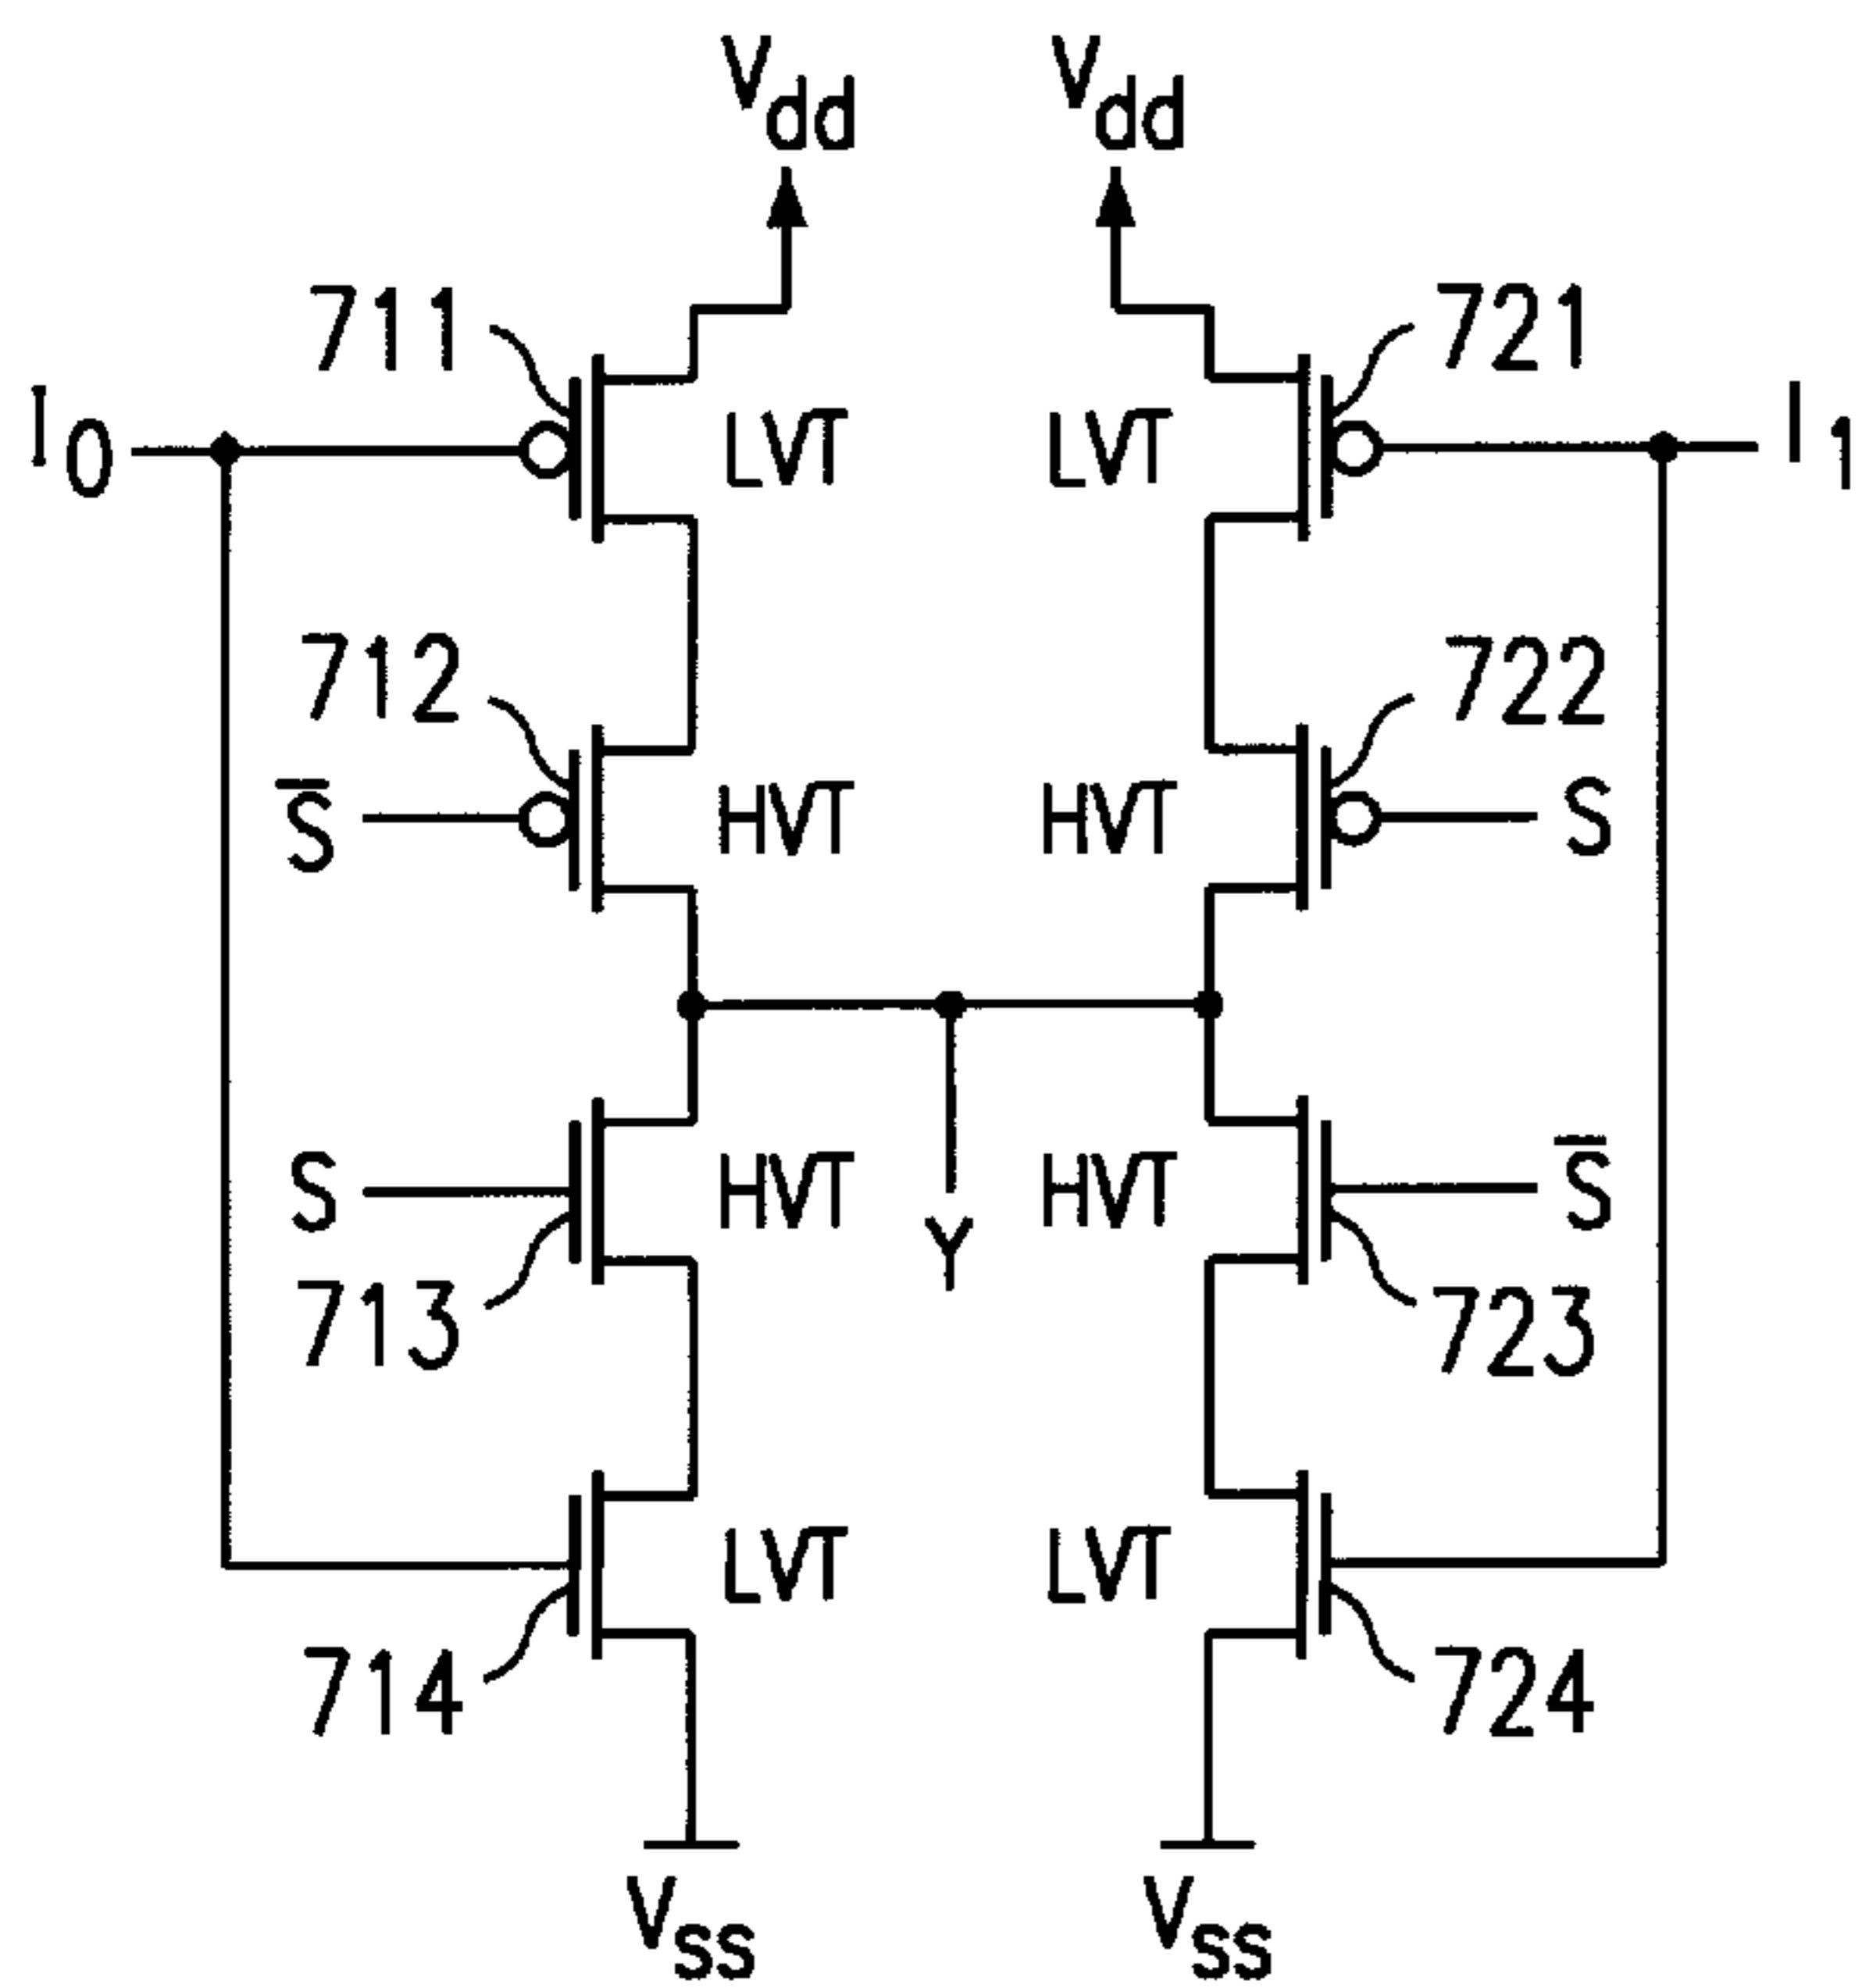 Vdd Vdd
711 721
I0 LVT LVT I1
712 722
S̅ HVT HVT S
S HVT HVT S̅
Y
713 723
LVT LVT
714 724
Vss Vss